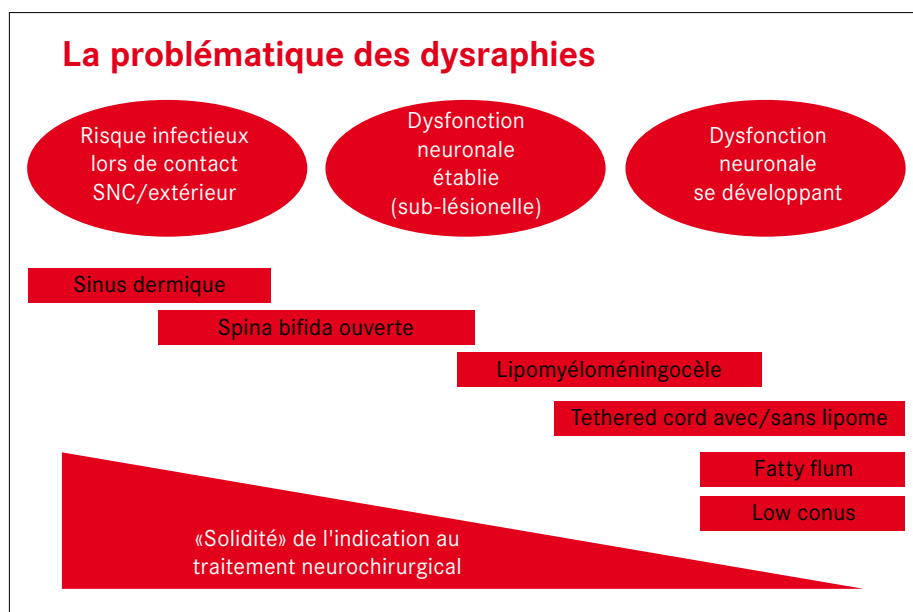 La problématique des dysraphies
Risque infectieux
lors de contact
SNC/extérieur
Dysfonction
neuronale
établie
(sub-lésionelle)
Dysfonction
neuronale
se développant
Sinus dermique
Spina bifida ouverte
Lipomyéloméningocèle
Tethered cord avec/sans lipome
Fatty flum
Low conus
«Solidité» de l'indication au
traitement neurochirurgical